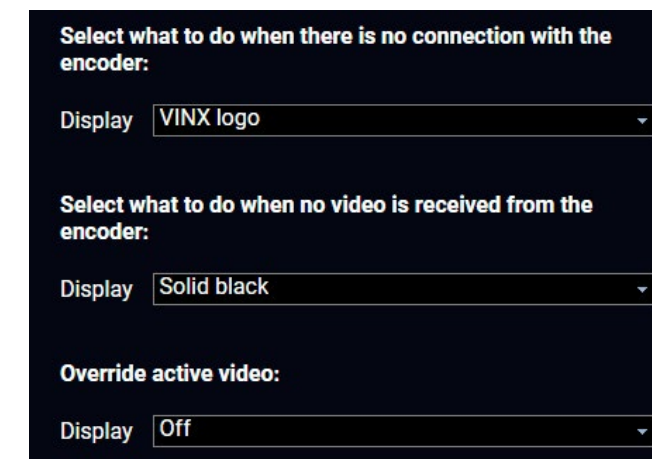 Select what to do when there is no connection with the
encoder:
Display VINX logo
Select what to do when no video is received from the
encoder:
Display Solid black
Override active video:
Display Off